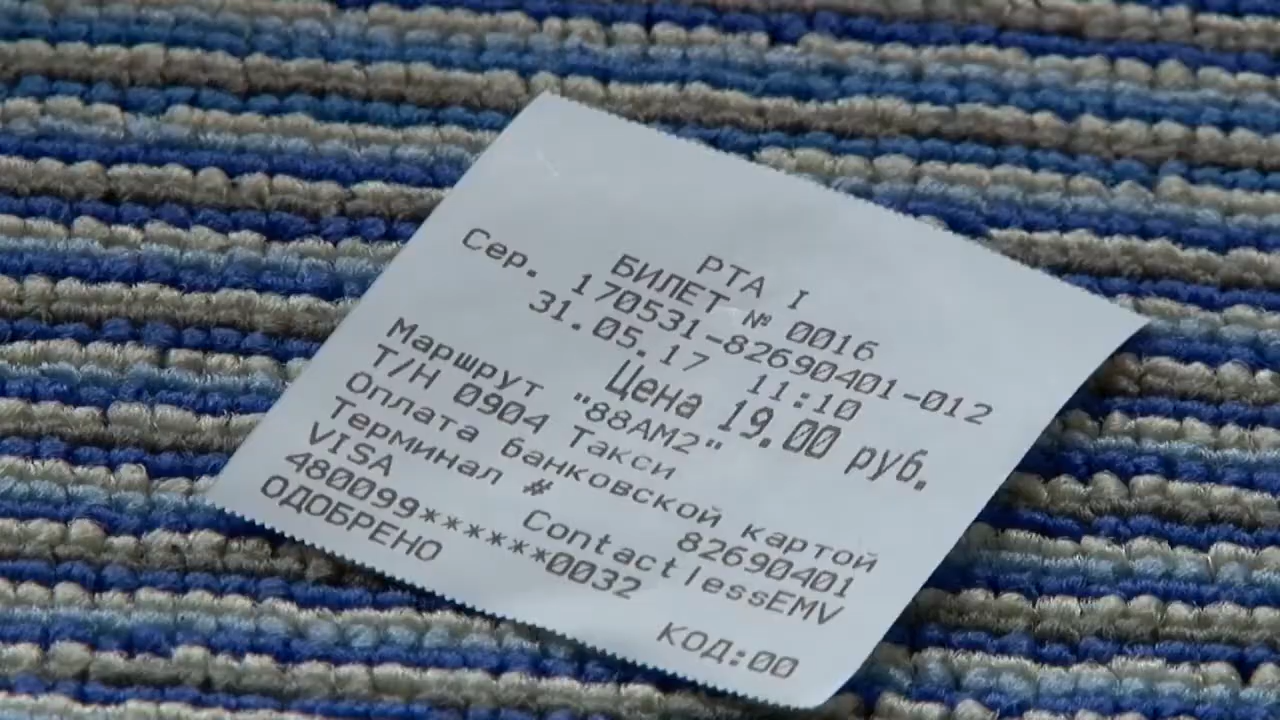 РТА I
БИЛЕТ № 0016
Сер. 170531-82690401-012
31.05.17 11:10
Цена 19.00 руб.
Маршрут "88АМ2"
Т/Н 0904 Такси
Оплата банковской картой
Терминал # 82690401
VISA ContactlessEMV
480099******0032
ОДОБРЕНО КОД:00